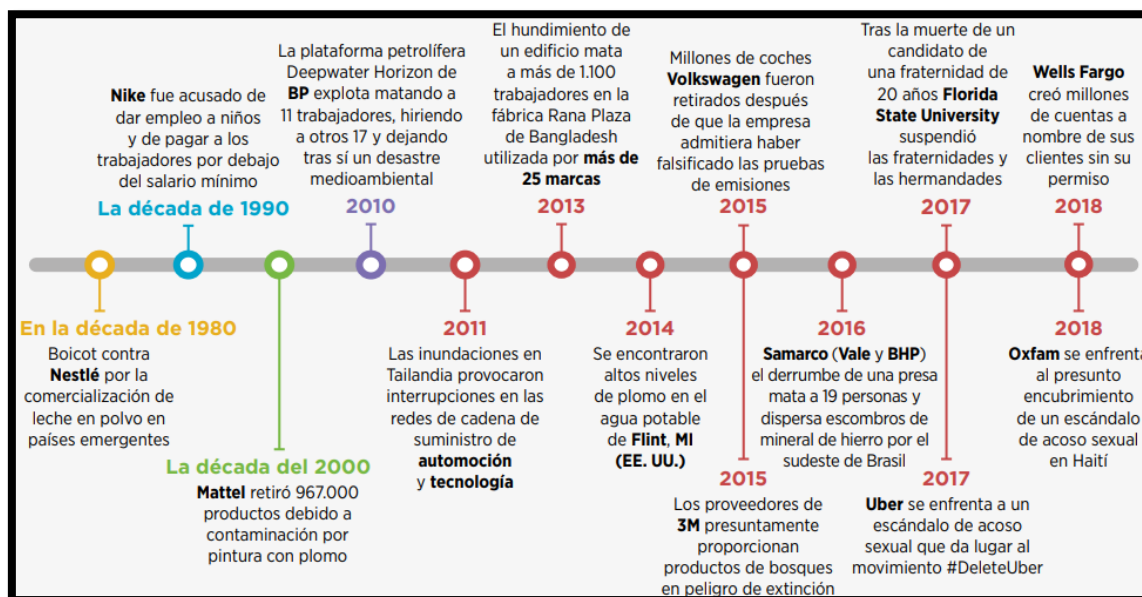 Nike fue acusado de
dar empleo a niños
y de pagar a los
trabajadores por debajo
del salario mínimo
La década de 1990
La plataforma petrolífera
Deepwater Horizon de
BP explota matando a
11 trabajadores, hiriendo
a otros 17 y dejando
tras sí un desastre
medioambiental
2010
El hundimiento de
un edificio mata
a más de 1.100
trabajadores en la
fábrica Rana Plaza
de Bangladesh
utilizada por más de
25 marcas
2013
Millones de coches
Volkswagen fueron
retirados después
de que la empresa
admitiera haber
falsificado las pruebas
de emisiones
2015
Tras la muerte de un
candidato de
una fraternidad de
20 años Florida
State University
suspendió
las fraternidades y
las hermandades
2017
Wells Fargo
creó millones
de cuentas a
nombre de sus
clientes sin su
permiso
2018
En la década de 1980
Boicot contra
Nestlé por la
comercialización de
leche en polvo en
países emergentes
La década del 2000
Mattel retiró 967.000
productos debido a
contaminación por
pintura con plomo
2011
Las inundaciones en
Tailandia provocaron
interrupciones en las
redes de cadena de
suministro de
automoción
y tecnología
2014
Se encontraron
altos niveles
de plomo en el
agua potable
de Flint, MI
(EE. UU.)
2015
Los proveedores de
3M presuntamente
proporcionan
productos de bosques
en peligro de extinción
2016
Samarco (Vale y BHP)
el derrumbe de una presa
mata a 19 personas y
dispersa escombros de
mineral de hierro por el
sudeste de Brasil
2017
Uber se enfrenta a un
escándalo de acoso
sexual que da lugar al
movimiento #DeleteUber
2018
Oxfam se enfrenta
al presunto
encubrimiento
de un escándalo
de acoso sexual
en Haití